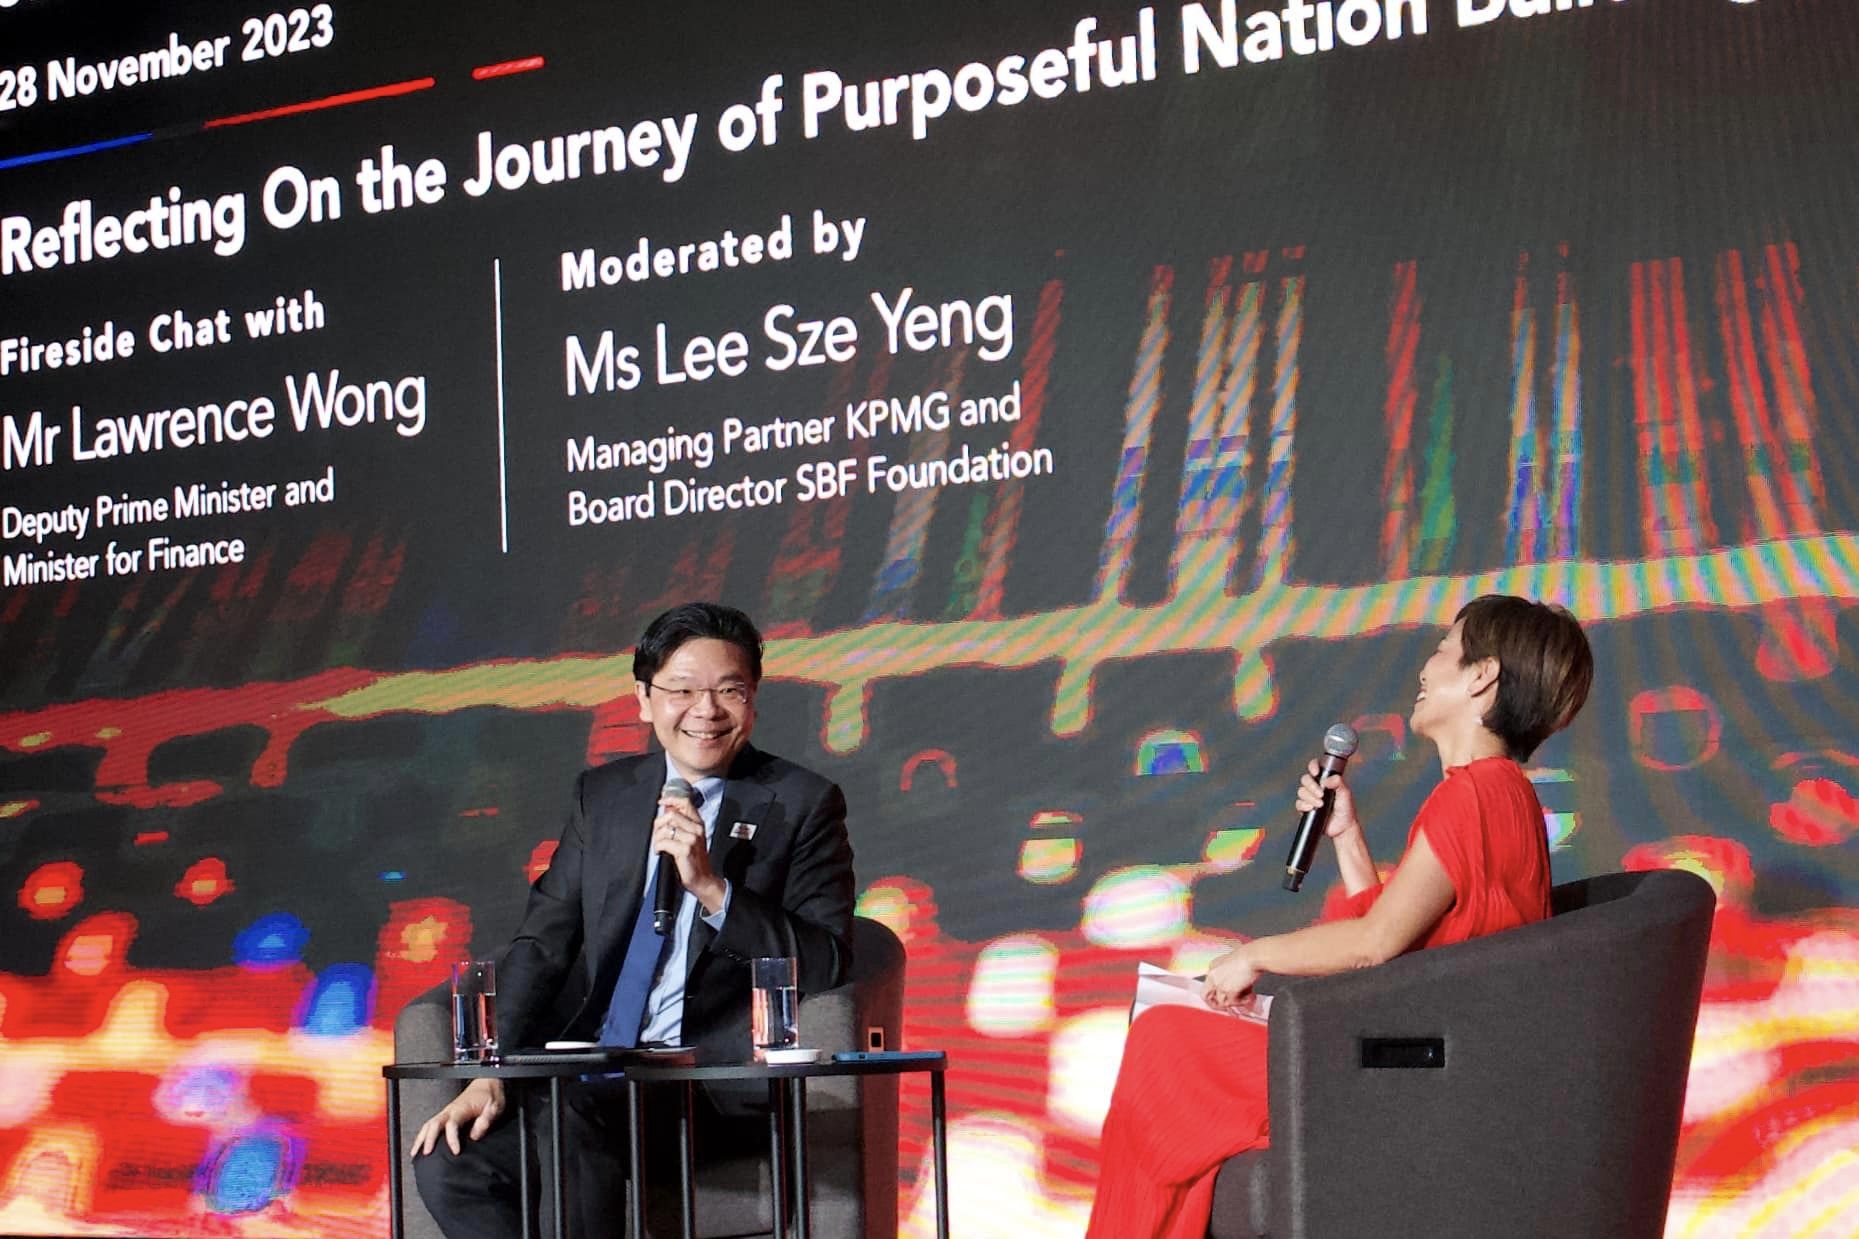 28 November 2023
Reflecting On the Journey of Purposeful Nation
Fireside Chat with
Mr Lawrence Wong
Deputy Prime Minister and
Minister for Finance
Moderated by
Ms Lee Sze Yeng
Managing Partner KPMG and
Board Director SBF Foundation